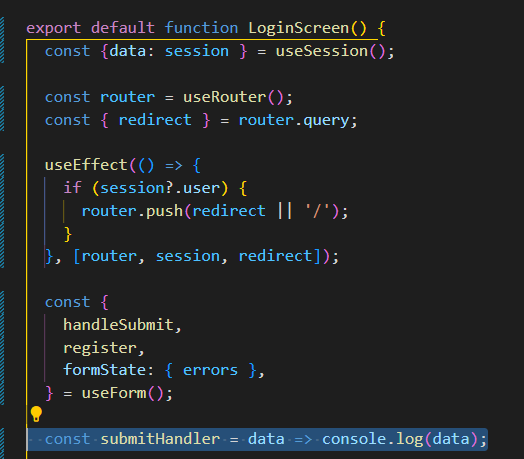 export default function LoginScreen() {
const {data: session } = useSession();
const router = useRouter();
const { redirect } = router.query;
useEffect(() => {
if (session?.user) {
router.push(redirect || '/');
}
}, [router, session, redirect]);
const {
handleSubmit,
register,
formState: { errors },
} = useForm();
const submitHandler = data => console.log(data);